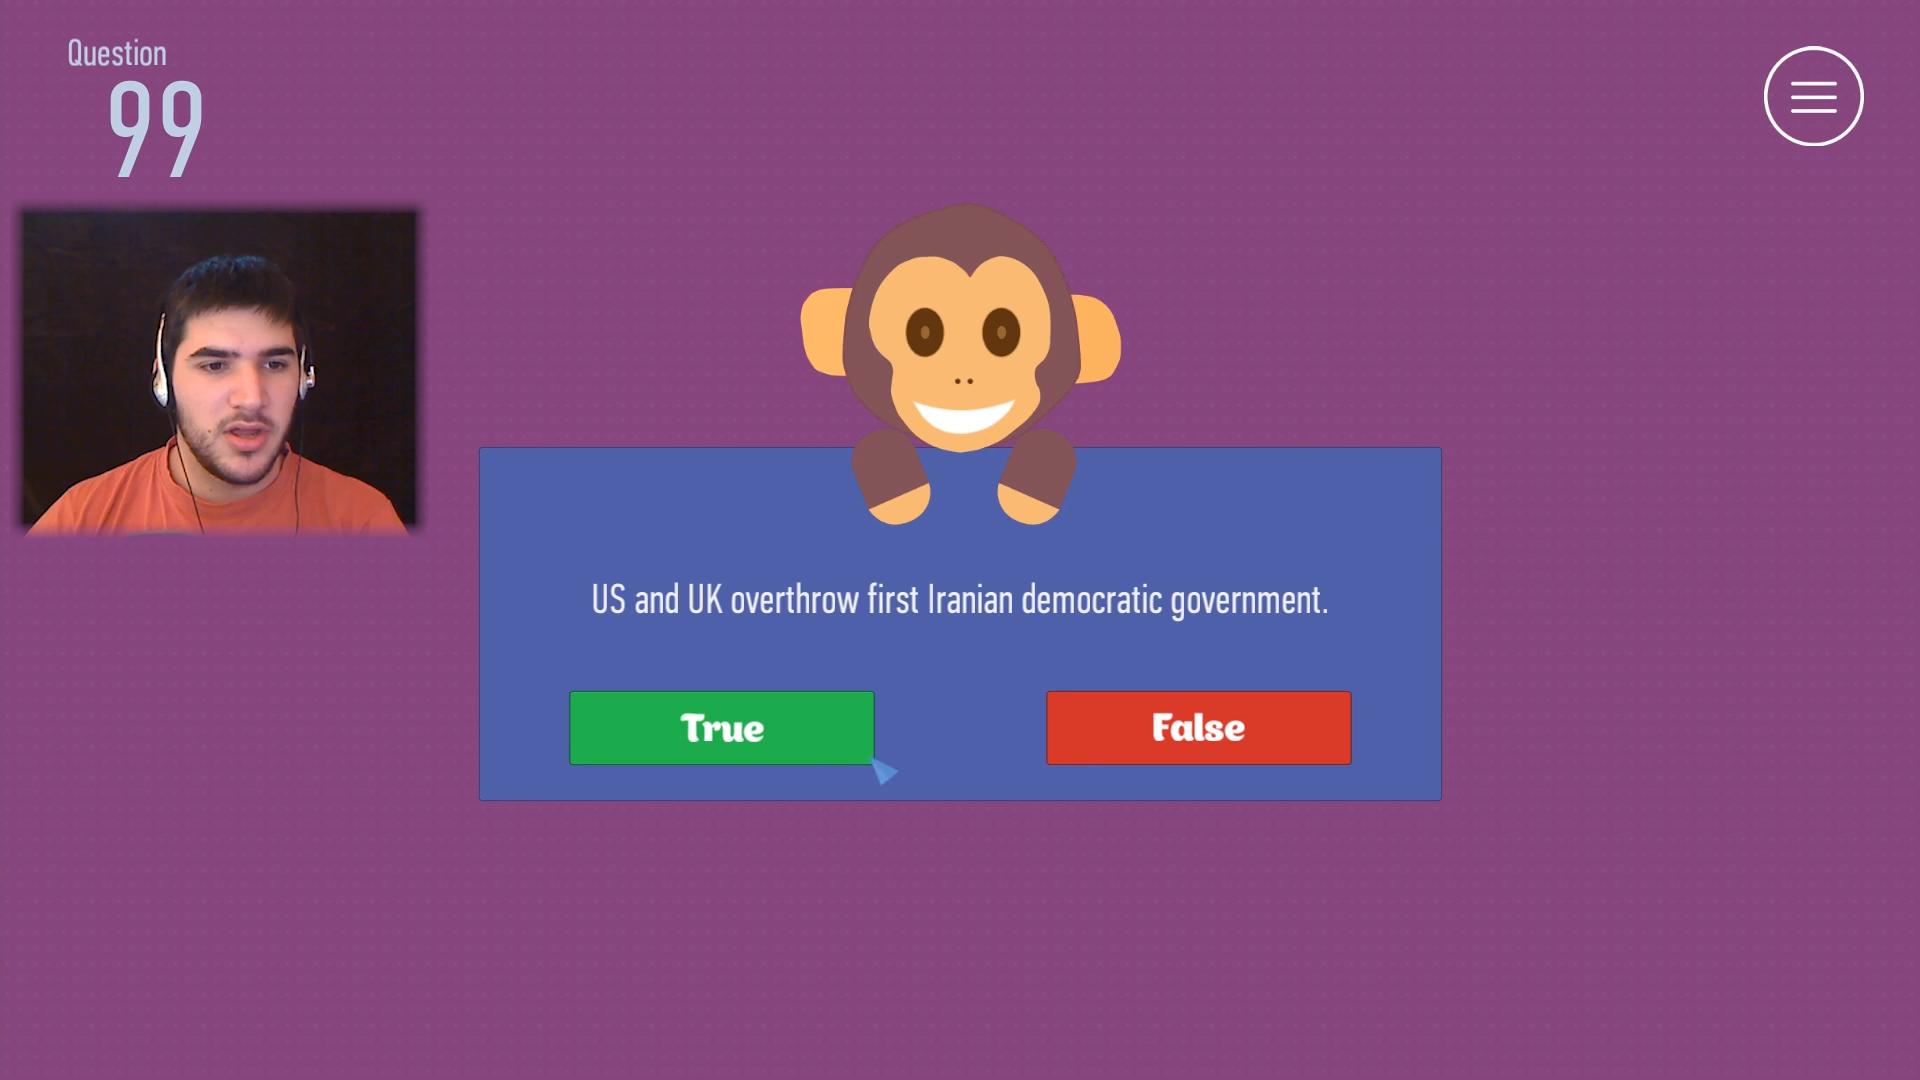 Question
99
US and UK overthrow first Iranian democratic government.
True
False